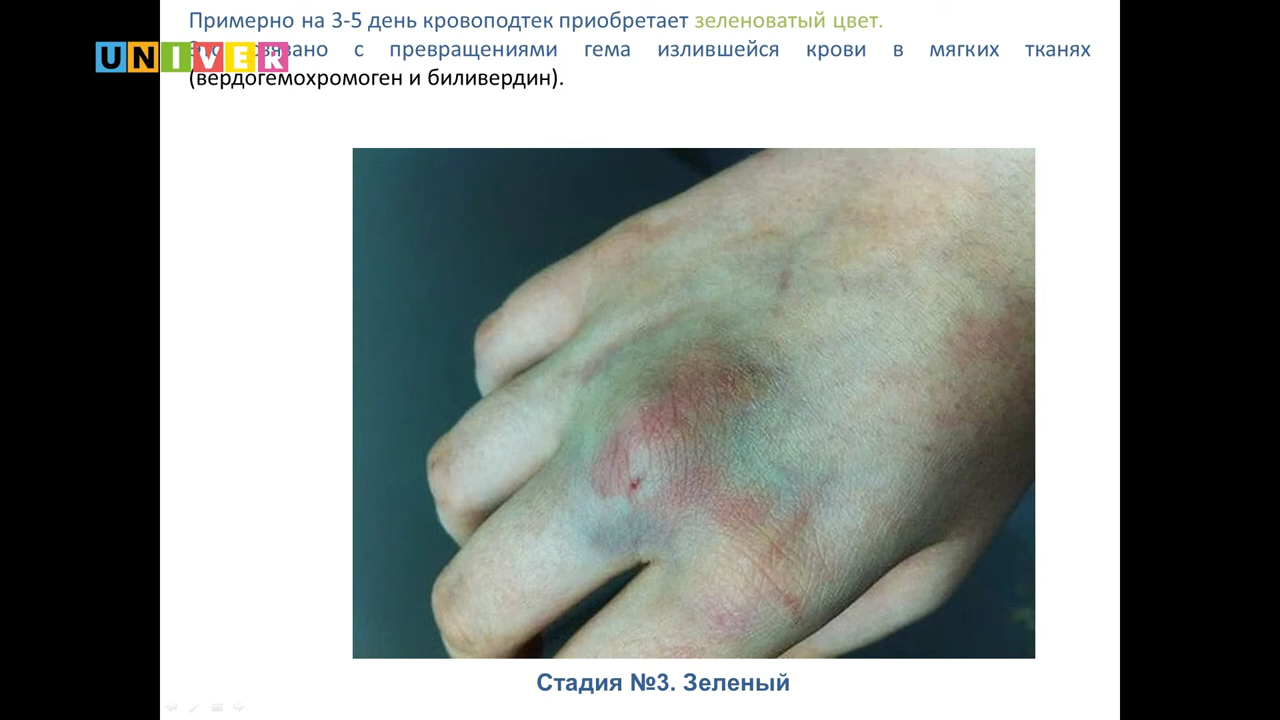 Примерно на 3-5 день кровоподтек приобретает зеленоватый цвет.
с превращениями гема излившейся крови в мягких тканях
UNIVER
(вердогемохромоген и биливердин).
Стадия №3. Зеленый